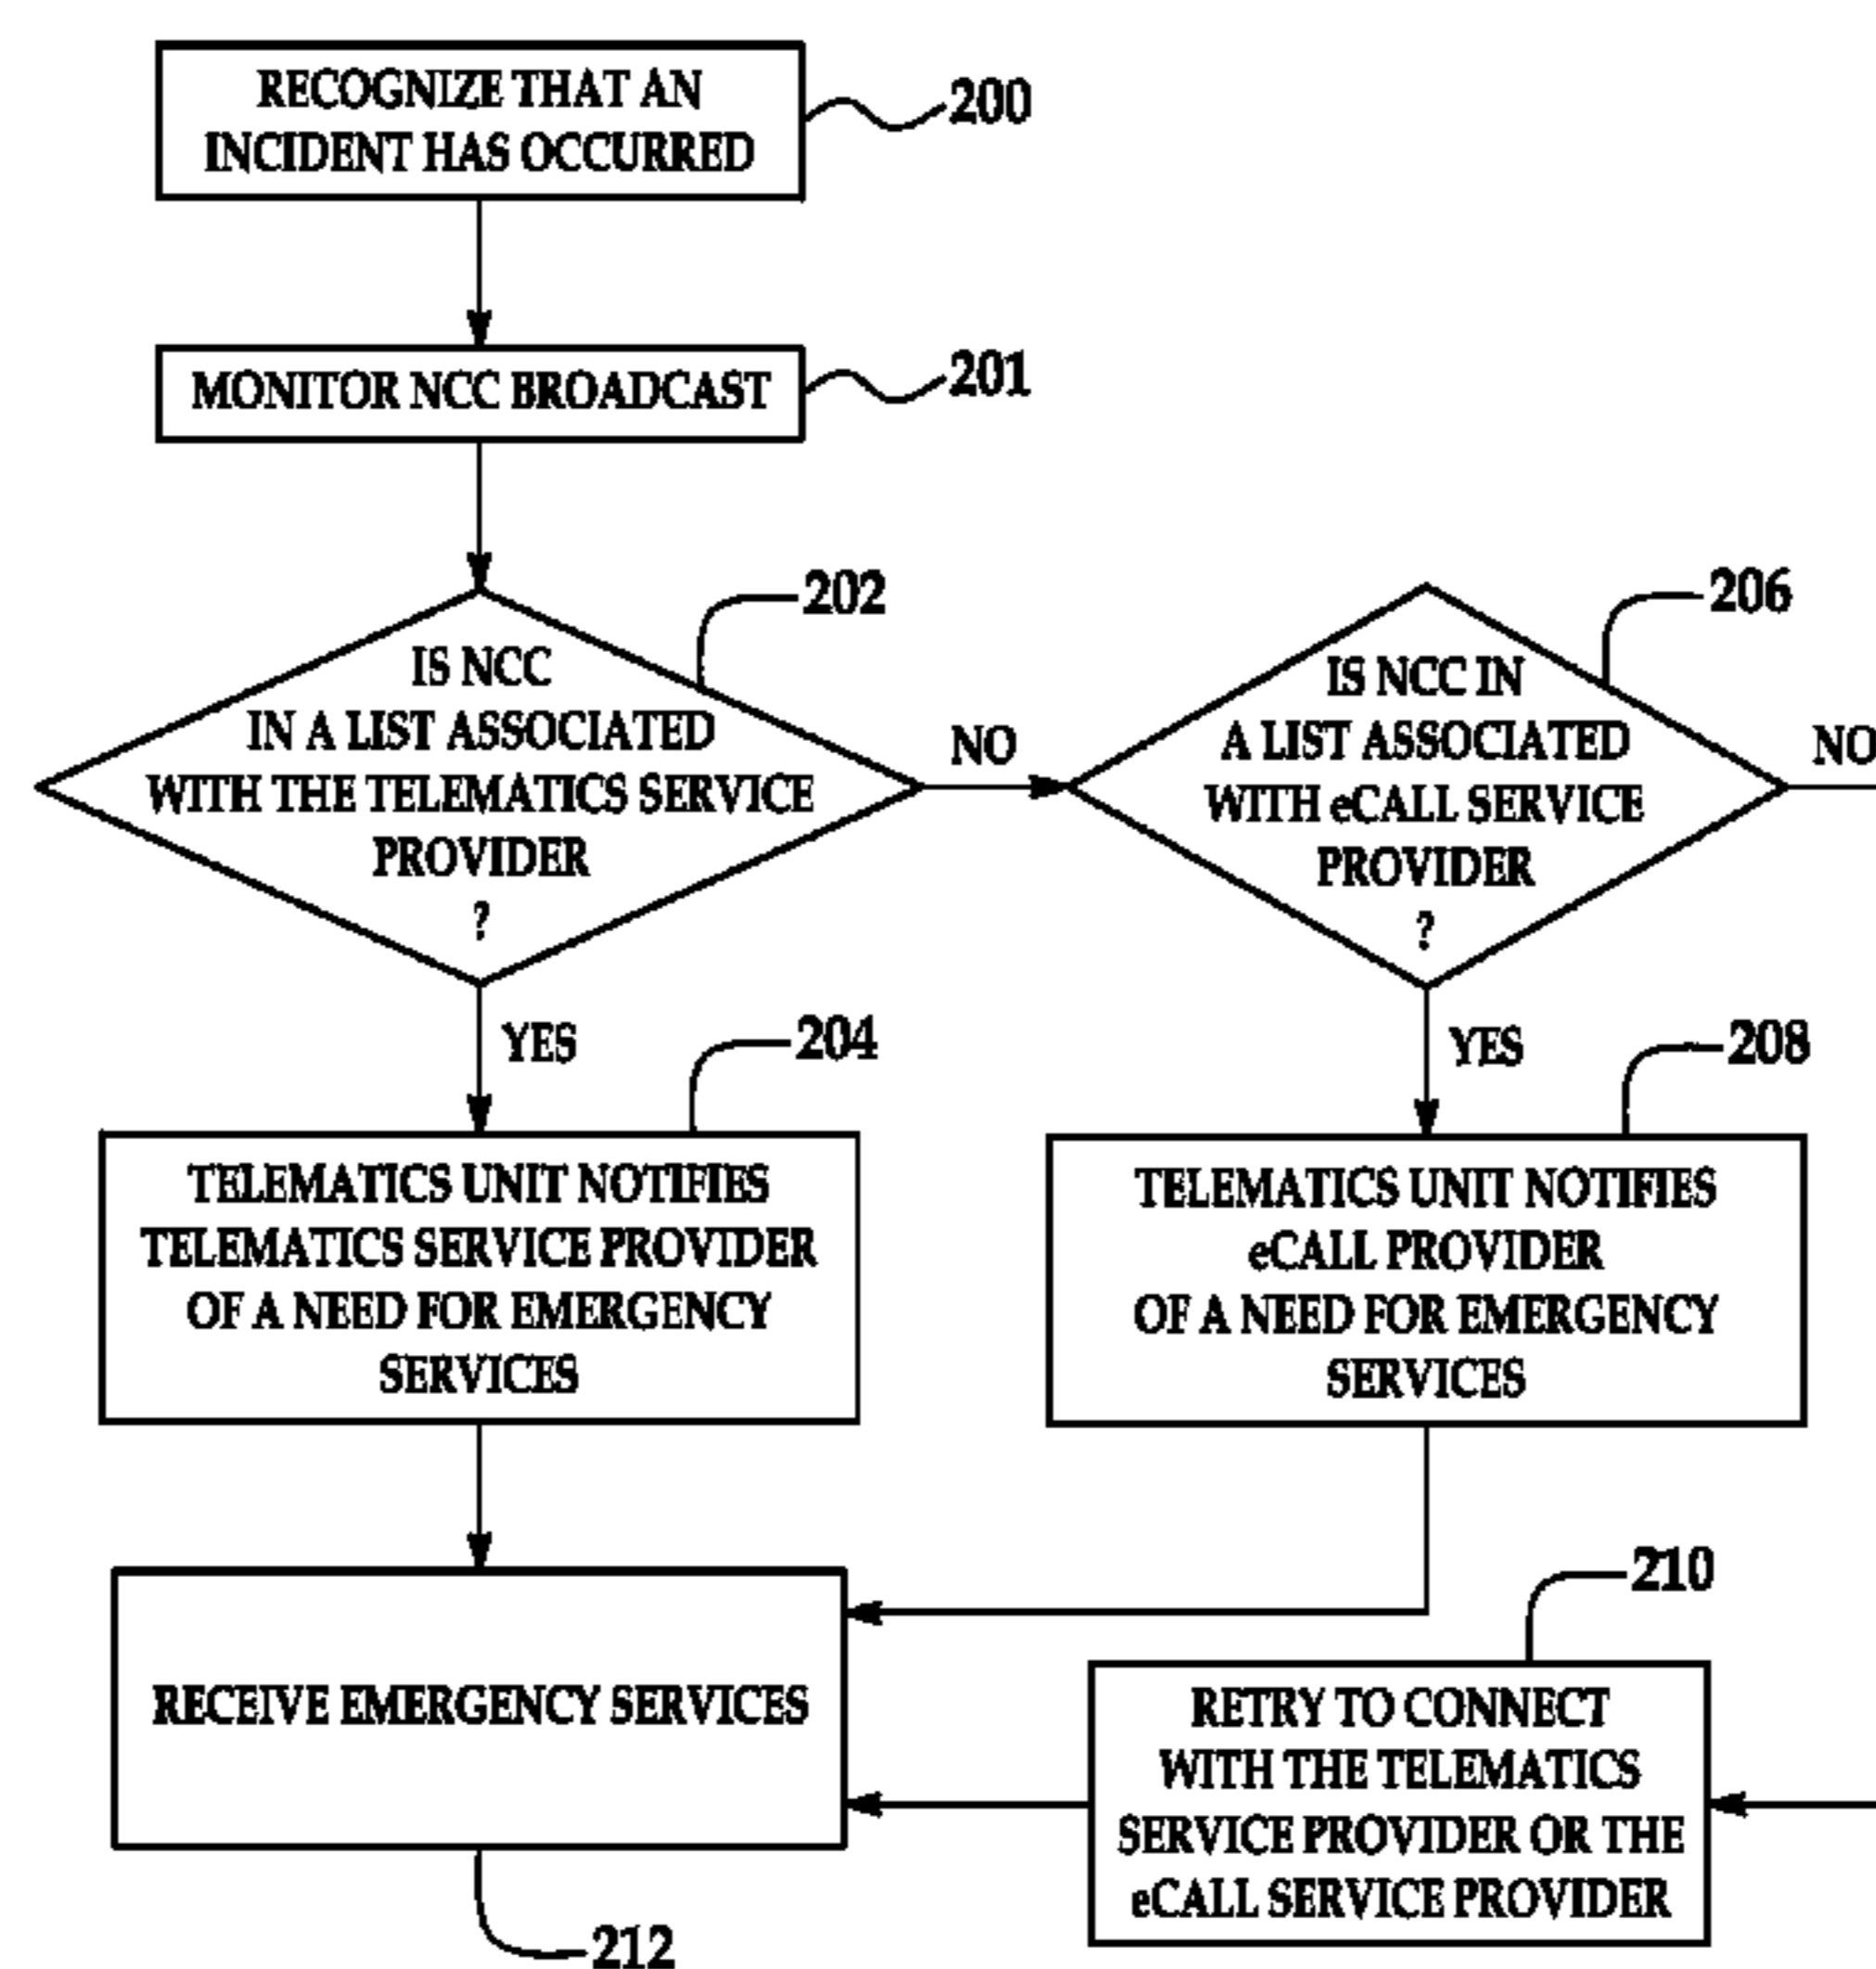 RECOGNIZE THAT AN
INCIDENT HAS OCCURRED
200
MONITOR NCC BROADCAST
201
IS NCC
IN A LIST ASSOCIATED
WITH THE TELEMATICS SERVICE
PROVIDER
?
202
NO
IS NCC IN
A LIST ASSOCIATED
WITH eCALL SERVICE
PROVIDER
?
206
NO
YES
204
YES
208
TELEMATICS UNIT NOTIFIES
TELEMATICS SERVICE PROVIDER
OF A NEED FOR EMERGENCY
SERVICES
TELEMATICS UNIT NOTIFIES
eCALL PROVIDER
OF A NEED FOR EMERGENCY
SERVICES
RECEIVE EMERGENCY SERVICES
212
210
RETRY TO CONNECT
WITH THE TELEMATICS
SERVICE PROVIDER OR THE
eCALL SERVICE PROVIDER